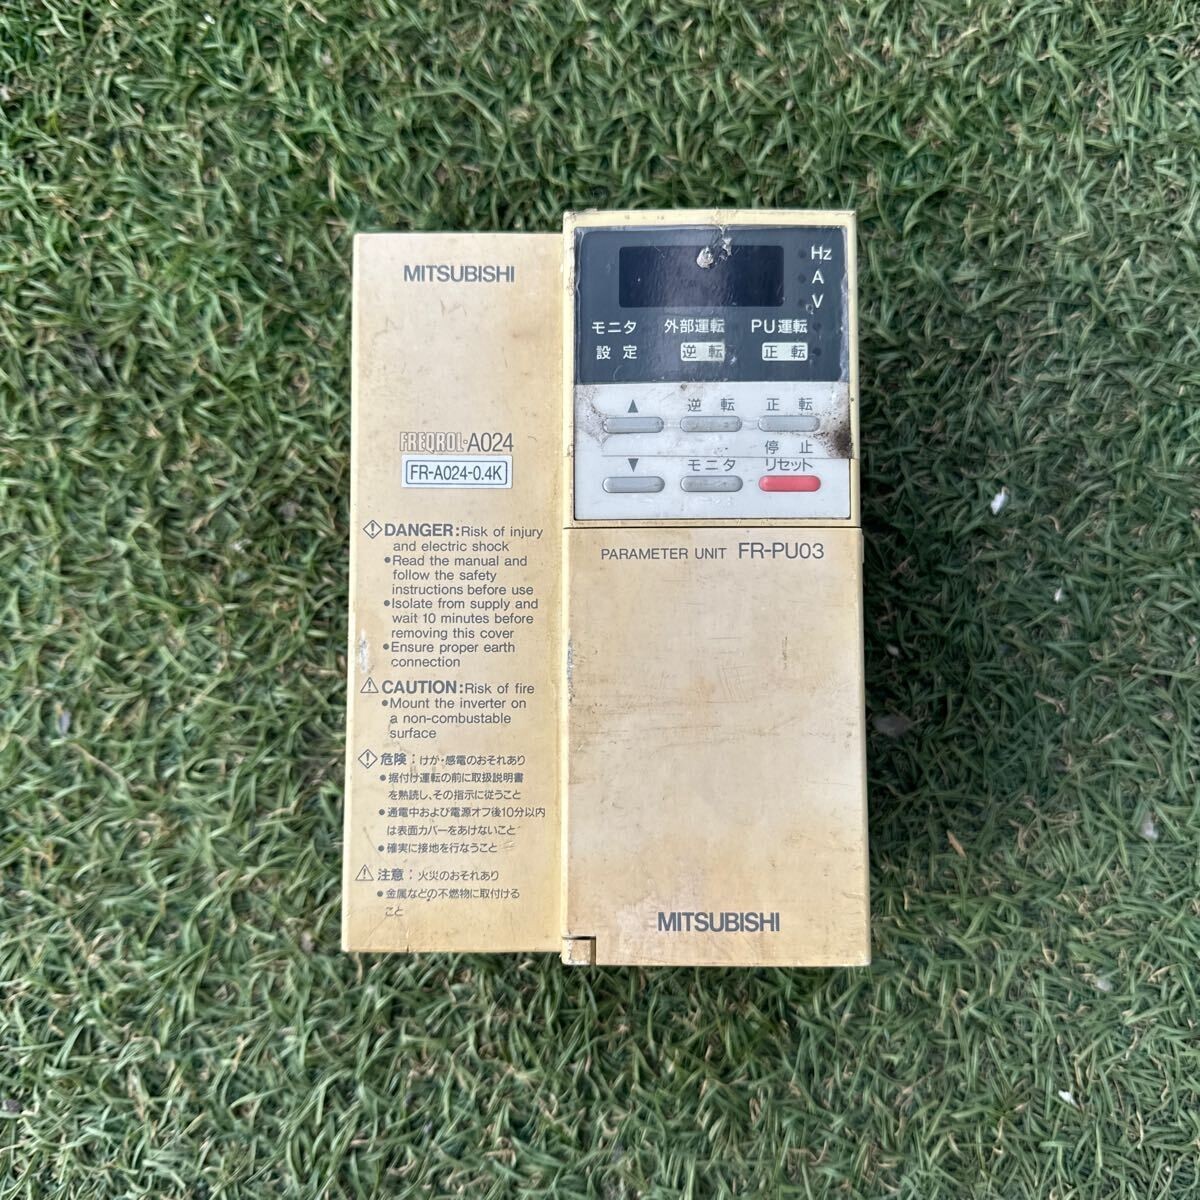 MITSUBISHI
FREQROL-A024
FR-A024-0.4K
DANGER:Risk of injury
and electric shock
●Read the manual and
follow the safety
instructions before use
●Isolate from supply and
wait 10 minutes before
removing this cover
●Ensure proper earth
connection
CAUTION:Risk of fire
●Mount the inverter on
a non-combustable
surface
危険:けが・感電のおそれあり
●据付け運転の前に取扱説明書
を熟読し、その指示に従うこと
●通電中および電源オフ後10分以内
は表面カバーをあけないこと
●確実に接地を行なうこと
注意:火災のおそれあり
●金属などの不燃物に取付ける
こと
Hz
A
V
モニタ 外部運転 PU運転
設定 逆転 正転
▲ 逆転 正転
停止
▼ モニタ リセット
PARAMETER UNIT FR-PU03
MITSUBISHI